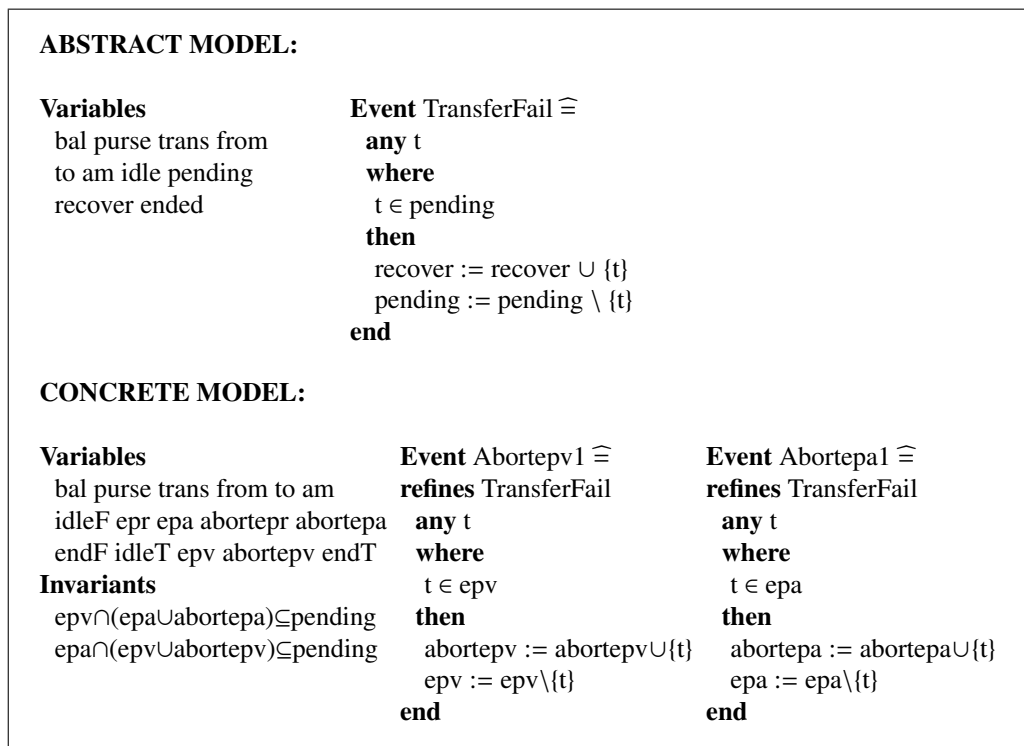 ABSTRACT MODEL:
Variables
bal purse trans from
to am idle pending
recover ended
Event TransferFail ≙
any t
where
t ∈ pending
then
recover := recover ∪ {t}
pending := pending \ {t}
end
CONCRETE MODEL:
Variables
bal purse trans from to am
idleF epr epa abortepr abortepa
endF idleT epv abortepv endT
Invariants
epv∩(epa∪abortepa)⊆pending
epa∩(epv∪abortepv)⊆pending
Event Abortepv1 ≙
refines TransferFail
any t
where
t ∈ epv
then
abortepv := abortepv∪{t}
epv := epv\{t}
end
Event Abortepa1 ≙
refines TransferFail
any t
where
t ∈ epa
then
abortepa := abortepa∪{t}
epa := epa\{t}
end